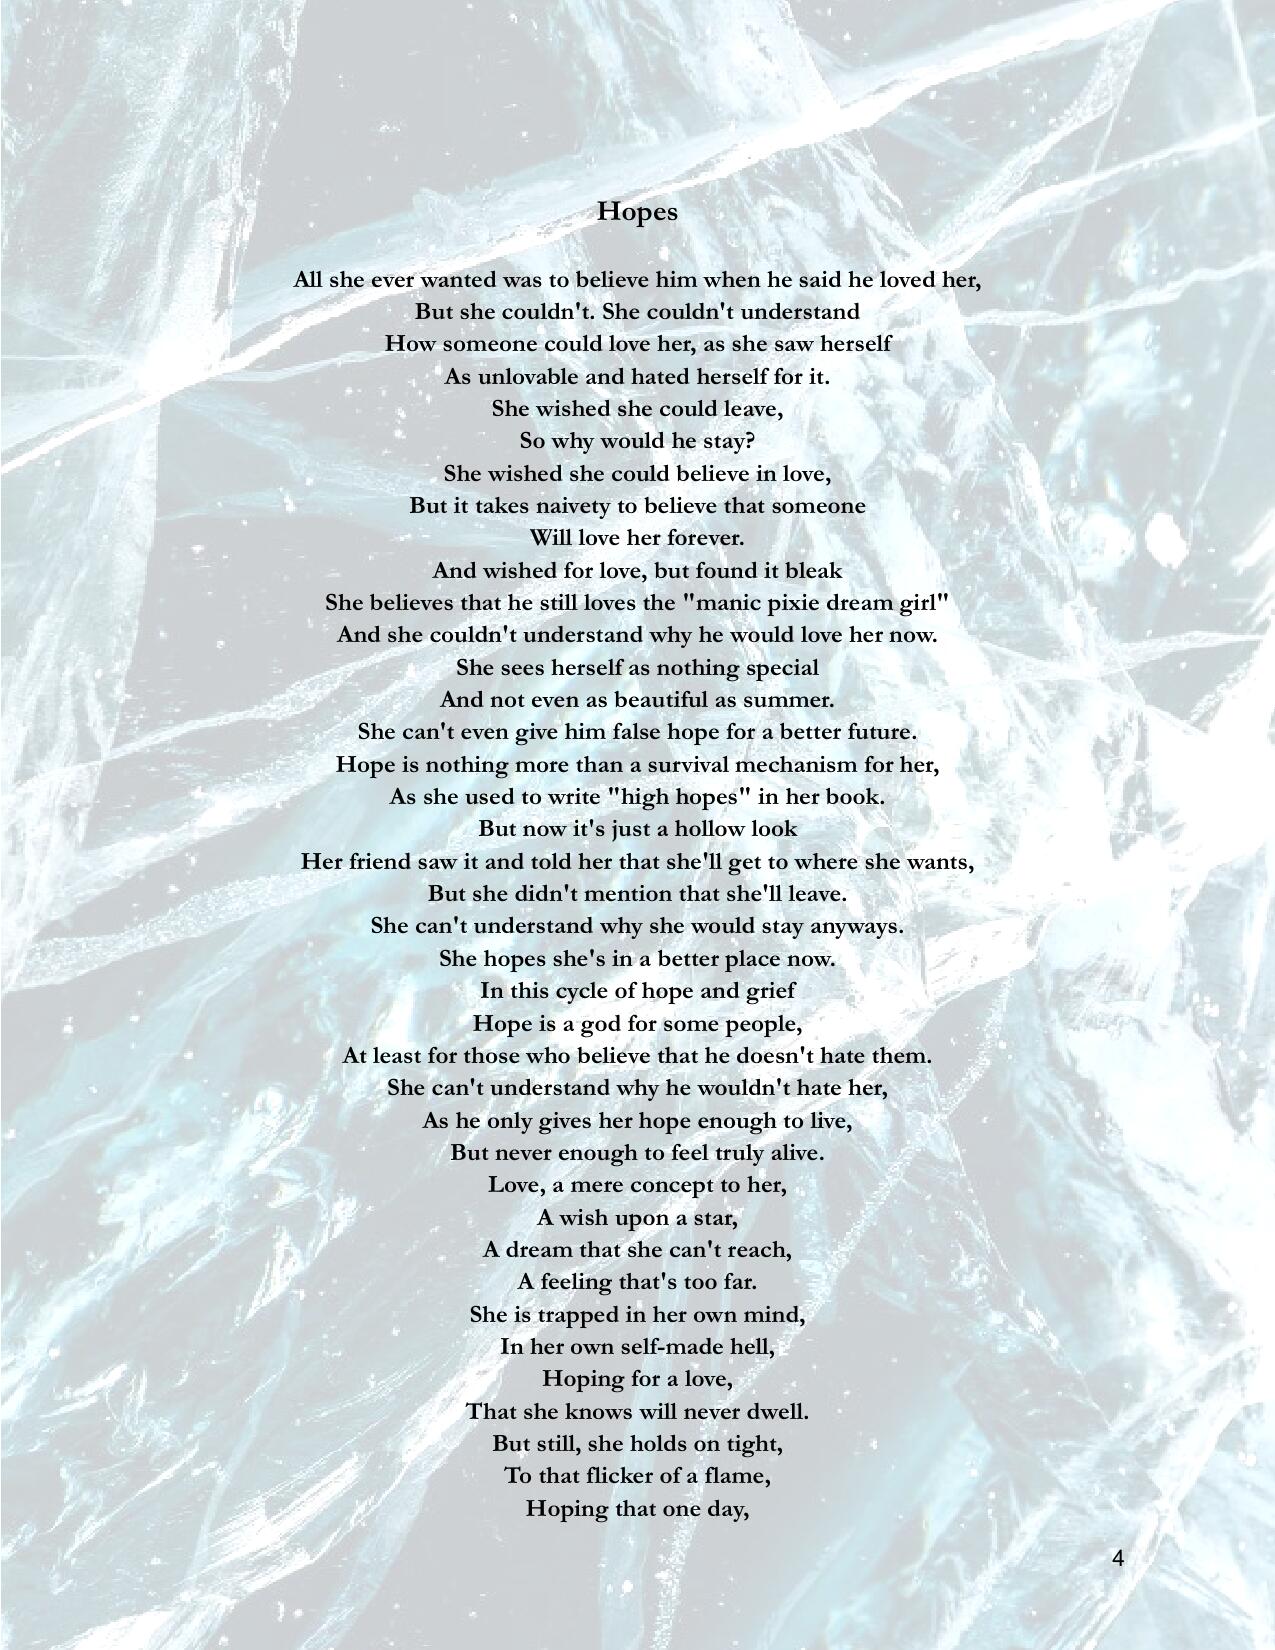 Hopes
All she ever wanted was to believe him when he said he loved her,
But she couldn't. She couldn't understand
How someone could love her, as she saw herself
As unlovable and hated herself for it.
She wished she could leave,
So why would he stay?
She wished she could believe in love,
But it takes naivety to believe that someone
Will love her forever.
And wished for love, but found it bleak
She believes that he still loves the "manic pixie dream girl"
And she couldn't understand why he would love her now.
She sees herself as nothing special
And not even as beautiful as summer.
She can't even give him false hope for a better future.
Hope is nothing more than a survival mechanism for her,
As she used to write "high hopes" in her book.
But now it's just a hollow look
Her friend saw it and told her that she'll get to where she wants,
But she didn't mention that she'll leave.
She can't understand why she would stay anyways.
She hopes she's in a better place now.
In this cycle of hope and grief
Hope is a god for some people,
At least for those who believe that he doesn't hate them.
She can't understand why he wouldn't hate her,
As he only gives her hope enough to live,
But never enough to feel truly alive.
Love, a mere concept to her,
A wish upon a star,
A dream that she can't reach,
A feeling that's too far.
She is trapped in her own mind,
In her own self-made hell,
Hoping for a love,
That she knows will never dwell.
But still, she holds on tight,
To that flicker of a flame,
Hoping that one day,
4